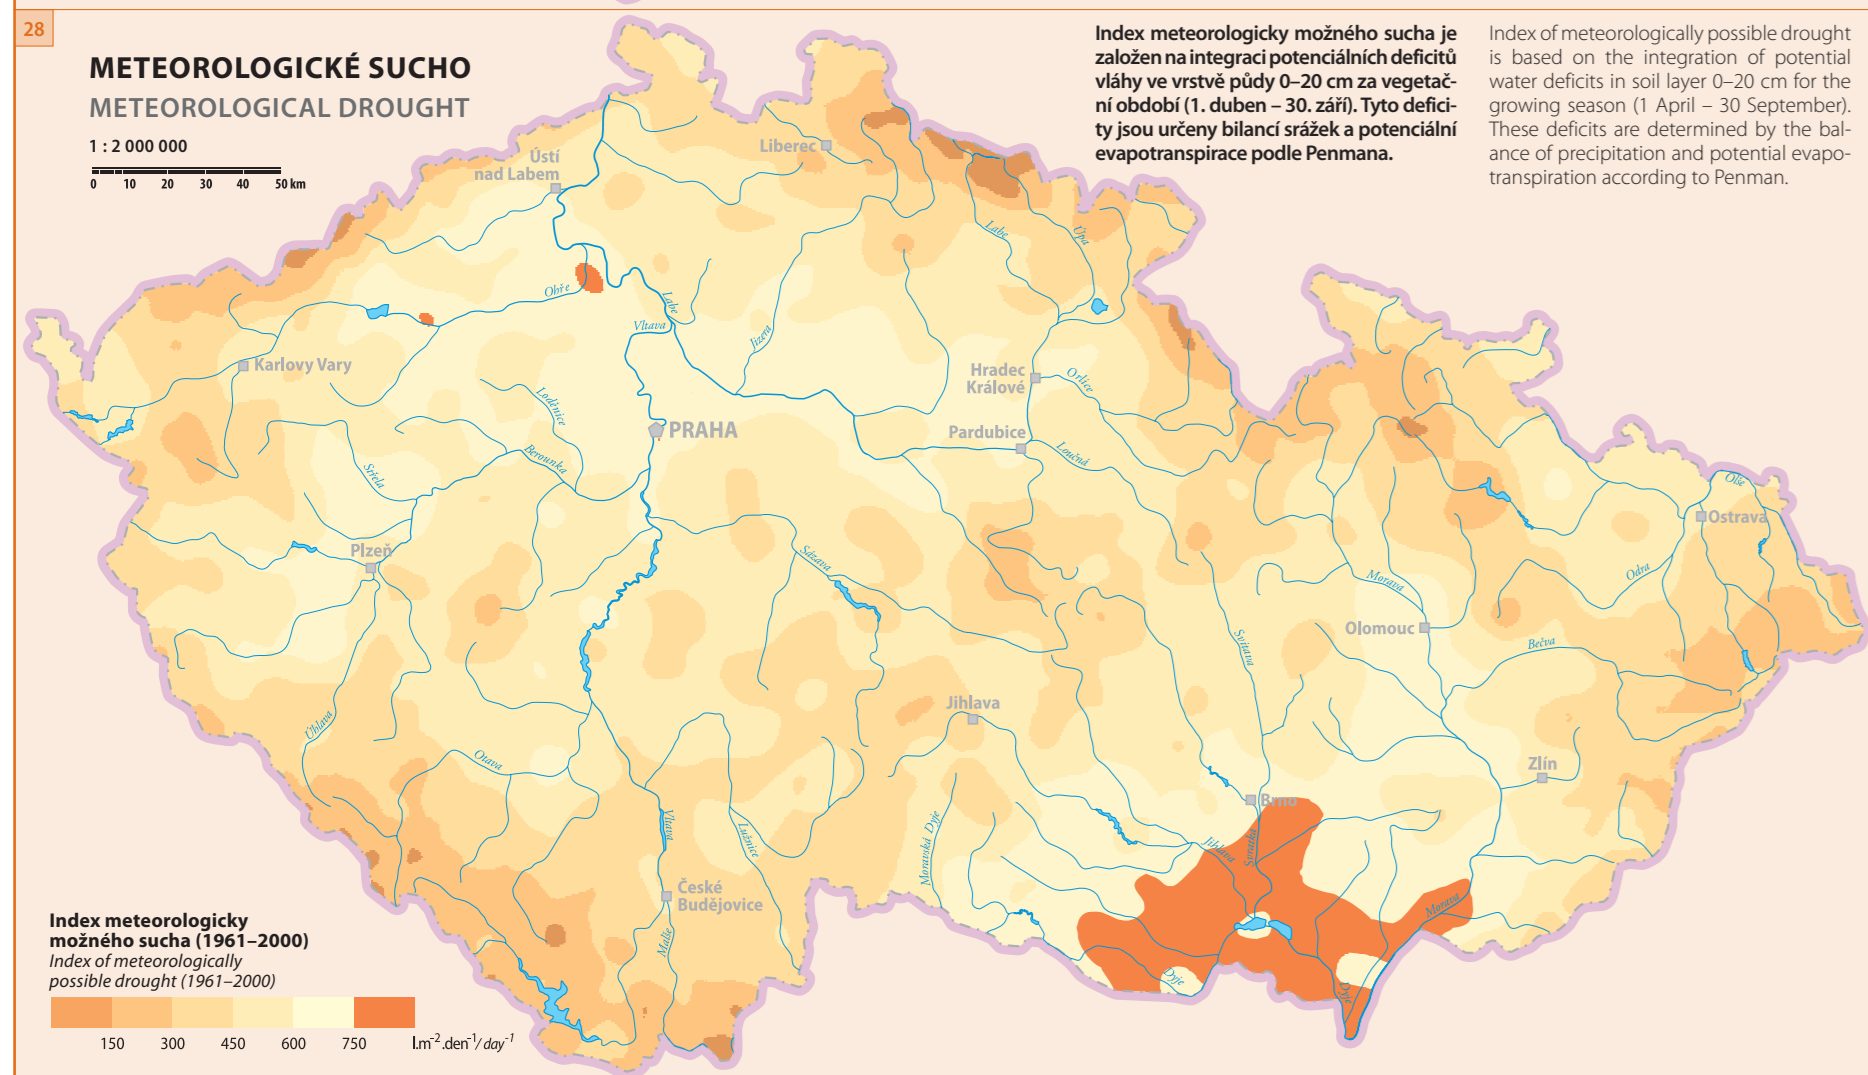 28
METEOROLOGICKÉ SUCHO
METEOROLOGICAL DROUGHT
1 : 2 000 000
0 10 20 30 40 50 km
Index meteorologicky možného sucha je
založen na integraci potenciálních deficitů
vláhy ve vrstvě půdy 0–20 cm za vegetač-
ní období (1. duben – 30. září). Tyto defici-
ty jsou určeny bilancí srážek a potenciální
evapotranspirace podle Penmana.
Index of meteorologically possible drought
is based on the integration of potential
water deficits in soil layer 0–20 cm for the
growing season (1 April – 30 September).
These deficits are determined by the bal-
ance of precipitation and potential evapo-
transpiration according to Penman.
Ústí
nad Labem
Liberec
Labe
Úpa
Ohře
Labe
Vltava
Jizera
Karlovy Vary
Hradec
Králové
Orlice
Loděnice
PRAHA
Pardubice
Loučná
Berounka
Střela
Olše
Ostrava
Plzeň
Sázava
Morava
Odra
Olomouc
Svitava
Bečva
Jihlava
Úhlava
Otava
Zlín
Brno
Vltava
Lužnice
Moravská Dyje
Jihlava
Svratka
České
Budějovice
Morava
Malše
Dyje
Dyje
Index meteorologicky
možného sucha (1961–2000)
Index of meteorologically
possible drought (1961–2000)
150 300 450 600 750 l.m⁻².den⁻¹/day⁻¹